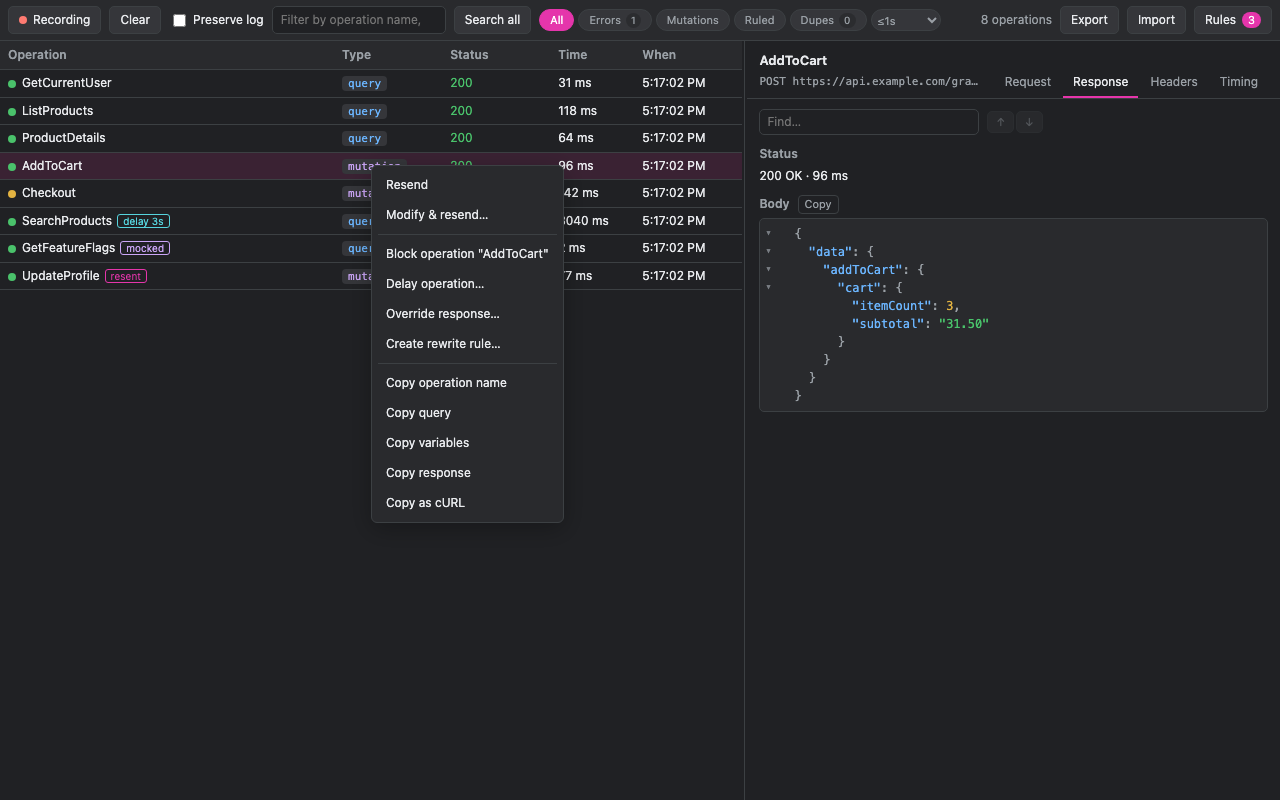 Recording Clear Preserve log Filter by operation name, Search all All Errors 1 Mutations Ruled Dupes 0 ≤1s 8 operations Export Import Rules 3
Operation Type Status Time When
GetCurrentUser query 200 31 ms 5:17:02 PM
ListProducts query 200 118 ms 5:17:02 PM
ProductDetails query 200 64 ms 5:17:02 PM
AddToCart mutation 200 96 ms 5:17:02 PM
Checkout 5:17:02 PM
SearchProducts delay 3s 5:17:02 PM
GetFeatureFlags mocked 5:17:02 PM
UpdateProfile resent 5:17:02 PM
Resend
Modify & resend...
Block operation "AddToCart"
Delay operation...
Override response...
Create rewrite rule...
Copy operation name
Copy query
Copy variables
Copy response
Copy as cURL
AddToCart
POST https://api.example.com/gra… Request Response Headers Timing
Find... ↑ ↓
Status
200 OK · 96 ms
Body Copy
{
"data": {
"addToCart": {
"cart": {
"itemCount": 3,
"subtotal": "31.50"
}
}
}
}